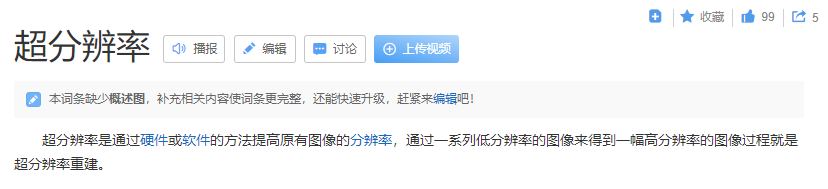 收藏 99 5
超分辨率 播报 编辑 讨论 上传视频
本词条缺少概述图，补充相关内容使词条更完整，还能快速升级，赶紧来编辑吧！
超分辨率是通过硬件或软件的方法提高原有图像的分辨率，通过一系列低分辨率的图像来得到一幅高分辨率的图像过程就是
超分辨率重建。